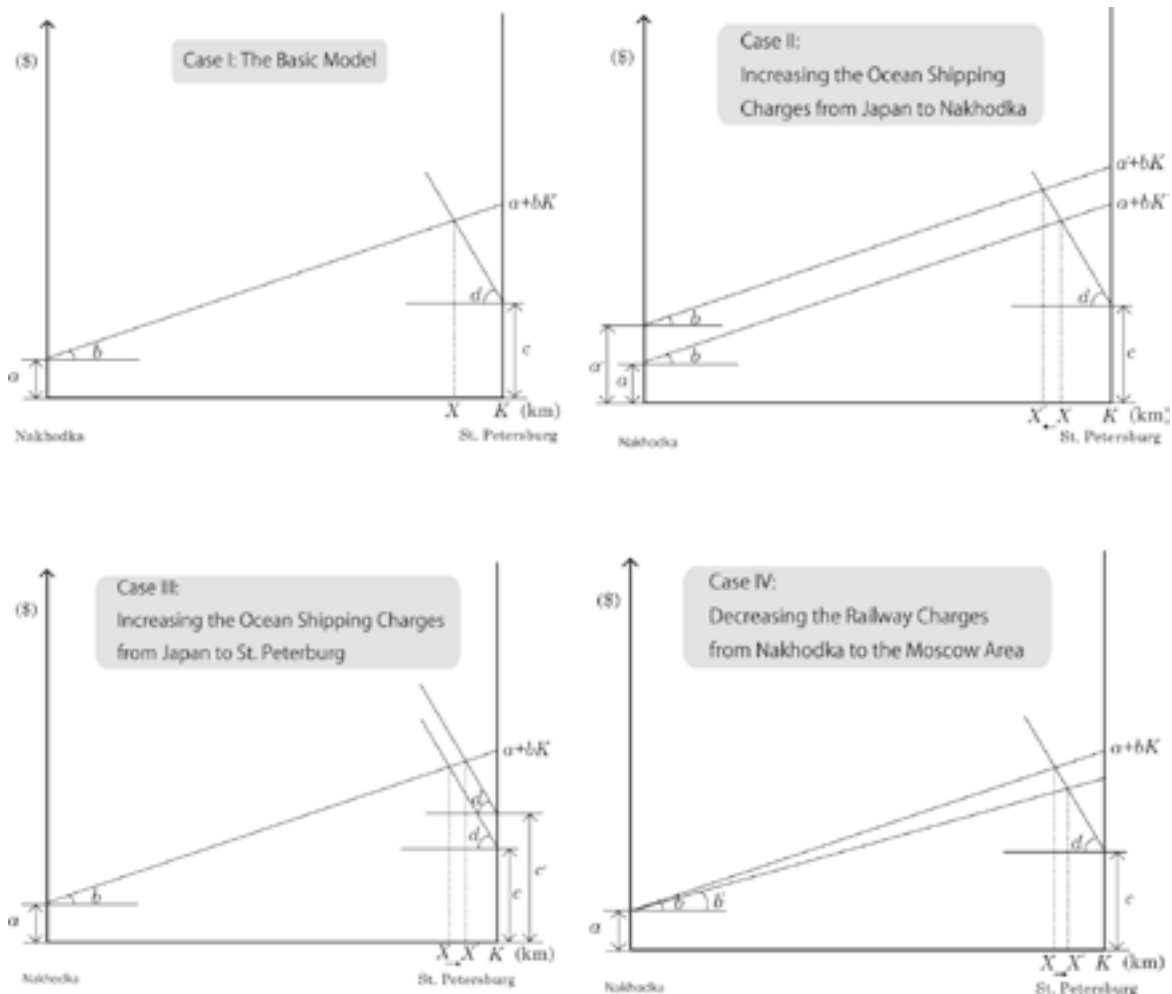 Case I: The Basic Model
($)
a+bK
d
c
b
a
X K (km)
Nakhodka
St. Petersburg
Case II:
Increasing the Ocean Shipping
Charges from Japan to Nakhodka
($)
a'+bK
a+bK
d
c
b
b
a'
a
X' X K (km)
Nakhodka
St. Petersburg
Case III:
Increasing the Ocean Shipping Charges
from Japan to St. Peterburg
($)
a+bK
d
d
c'
c
b
a
X X' K (km)
Nakhodka
St. Petersburg
Case IV:
Decreasing the Railway Charges
from Nakhodka to the Moscow Area
($)
a+bK
d
c
b
a
X X' K (km)
Nakhodka
St. Petersburg